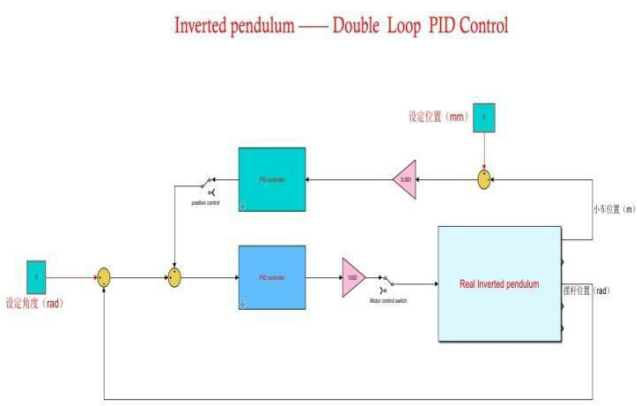 Inverted pendulum —— Double Loop PID Control
设定位置（mm）
PID controller
0.001
position control
小车位置（m）
PID controller
1000
Motor control switch
Real Inverted pendulum
摆杆位置（rad）
设定角度（rad）